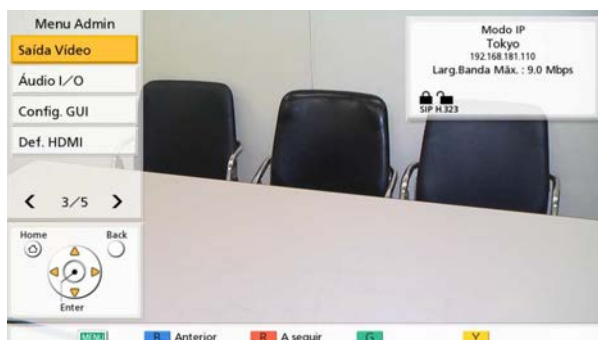 Menu Admin
Saída Vídeo
Áudio I/O
Config. GUI
Def. HDMI
3/5
Home
Back
Enter
Modo IP
Tokyo
192.168.181.110
Larg.Banda Máx. : 9.0 Mbps
SIP H.323
MENU B Anterior R A seguir G Y